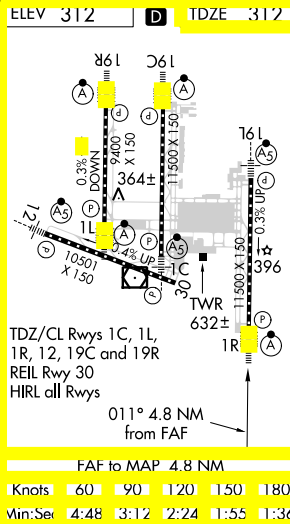 ELEV 312 D TDZE 312
19R 19C
A A
P P
0.3% DOWN
9400 X 150
11500 X 150
364±
19L
A5
P
0.3% UP
A5 P P
12 1L A A5
P 0.4% UP
10501 X 150
1C
P 30
396
11500 X 150
TWR
632±
P
1R A
TDZ/CL Rwys 1C, 1L,
1R, 12, 19C and 19R
REIL Rwy 30
HIRL all Rwys
011° 4.8 NM
from FAF
FAF to MAP 4.8 NM
Knots 60 90 120 150 180
Min:Sec 4:48 3:12 2:24 1:55 1:36